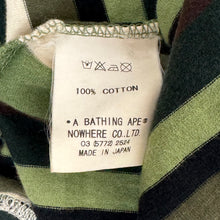 100% COTTON
*A BATHING APE®
NOWHERE CO. LTD.
03 (5772) 2524
MADE IN JAPAN